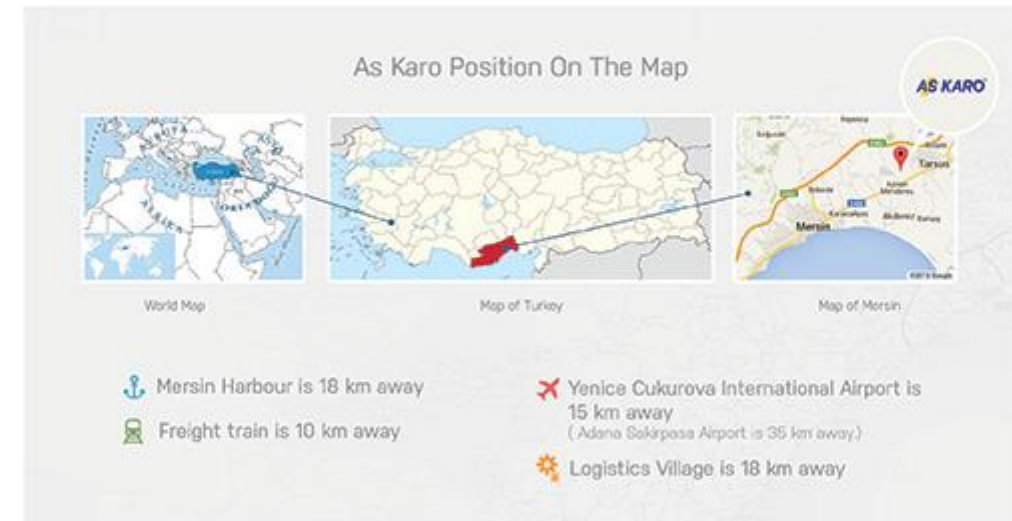 As Karo Position On The Map
AS KARO
AVRUPA
AFRIKA
Tarsus
Mersin
World Map
Map of Turkey
Map of Mersin
Mersin Harbour is 18 km away
Freight train is 10 km away
Yenice Cukurova International Airport is
15 km away
( Adana Sakirpasa Airport is 35 km away.)
Logistics Village is 18 km away